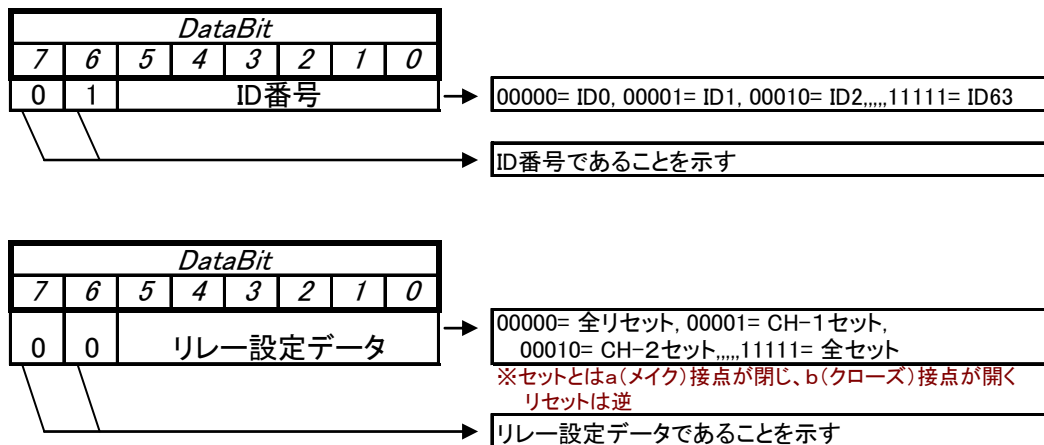 DataBit
7 6 5 4 3 2 1 0
0 1 ID番号
00000= ID0, 00001= ID1, 00010= ID2,,,,,11111= ID63
ID番号であることを示す
DataBit
7 6 5 4 3 2 1 0
0 0 リレー設定データ
00000= 全リセット, 00001= CH-1セット,
00010= CH-2セット,,,,,11111= 全セット
※セットとはa(メイク)接点が閉じ、b(クローズ)接点が開く
リセットは逆
リレー設定データであることを示す